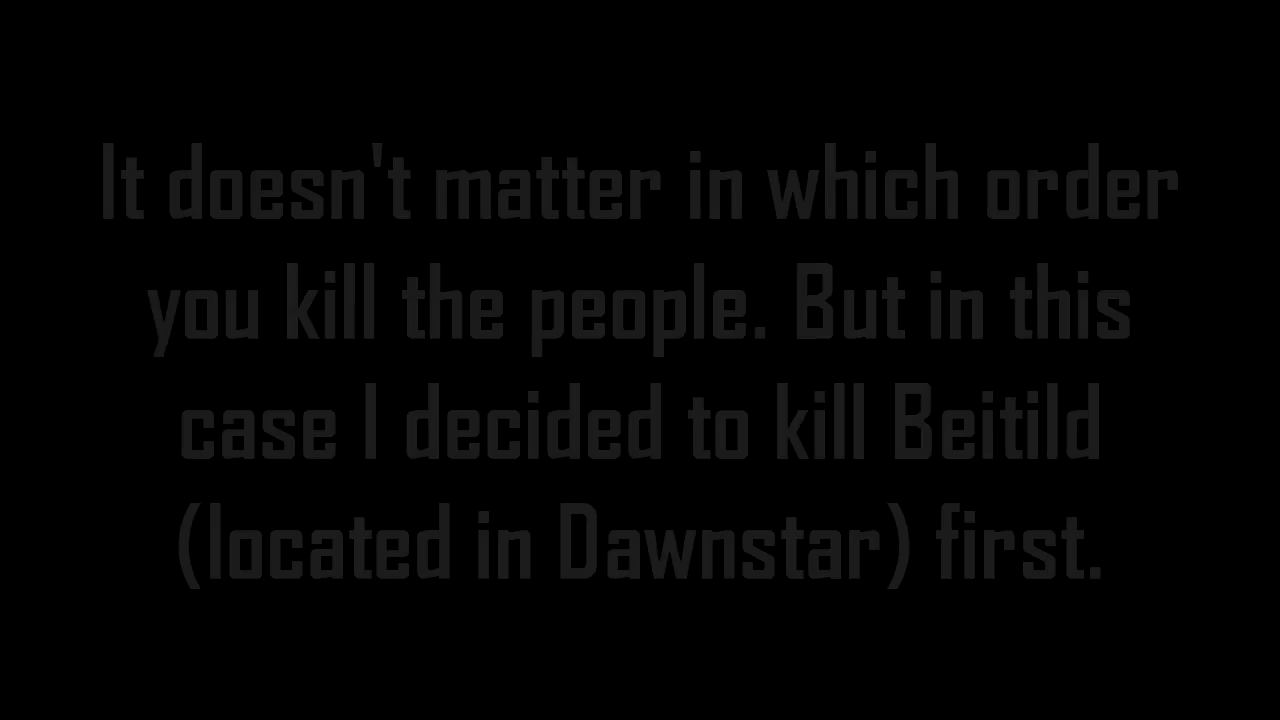 It doesn't matter in which order
you kill the people. But in this
case I decided to kill Beitild
(located in Dawnstar) first.